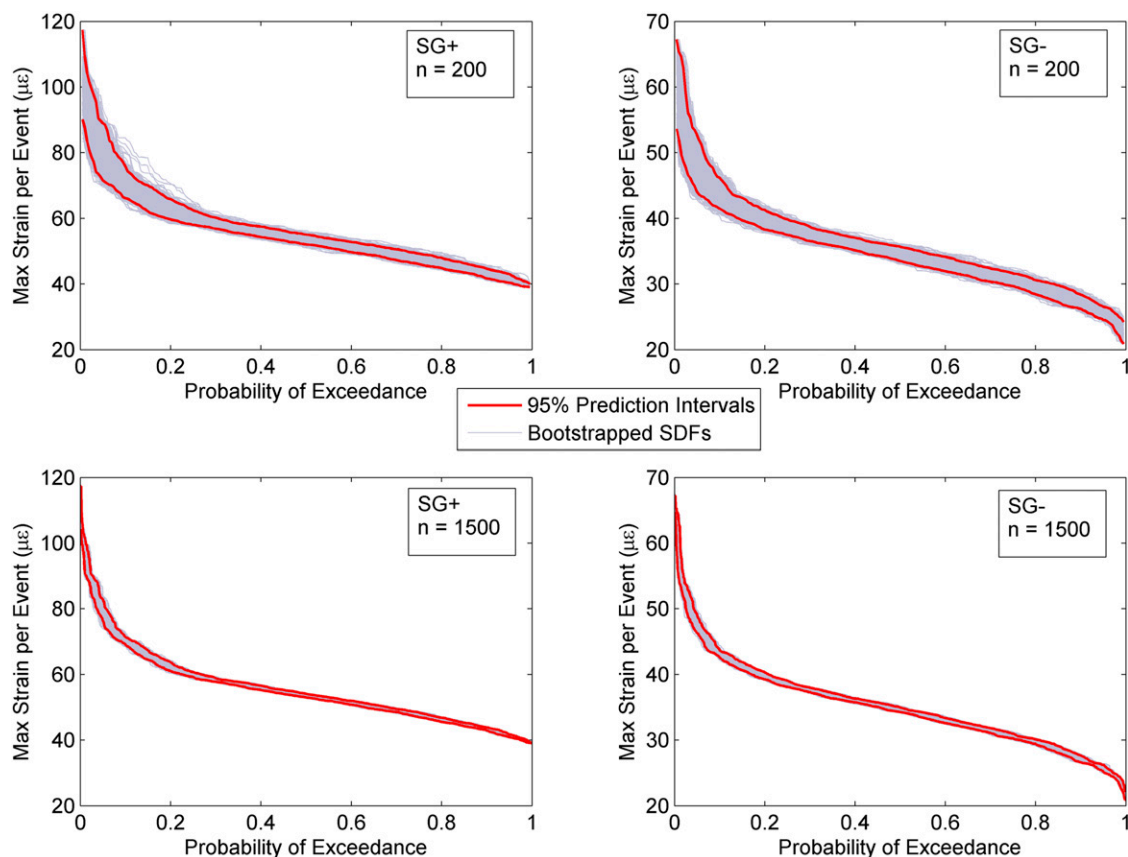 120
100
80
60
40
20
Max Strain per Event (με)
SG+
n = 200
0
0.2
0.4
0.6
0.8
1
Probability of Exceedance
70
60
50
40
30
20
Max Strain per Event (με)
SG-
n = 200
0
0.2
0.4
0.6
0.8
1
Probability of Exceedance
95% Prediction Intervals
Bootstrapped SDFs
120
100
80
60
40
20
Max Strain per Event (με)
SG+
n = 1500
0
0.2
0.4
0.6
0.8
1
Probability of Exceedance
70
60
50
40
30
20
Max Strain per Event (με)
SG-
n = 1500
0
0.2
0.4
0.6
0.8
1
Probability of Exceedance